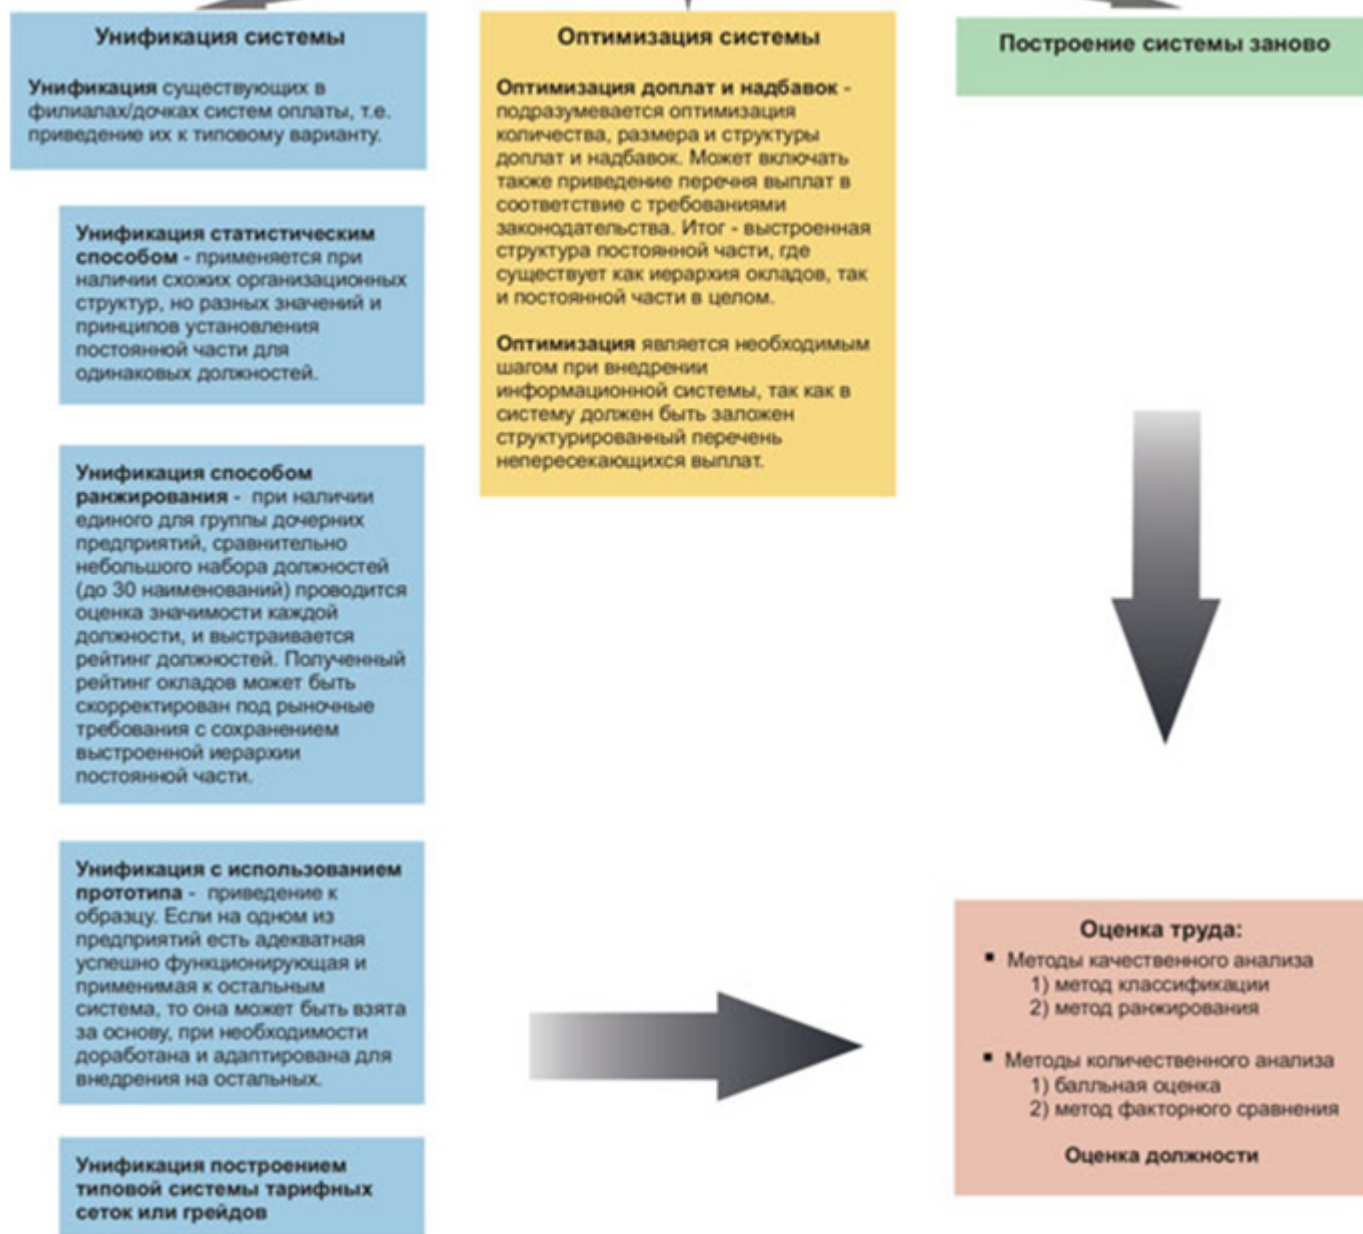 Унификация системы
Унификация существующих в
филиалах/дочках систем оплаты, т.е.
приведение их к типовому варианту.
Унификация статистическим
способом - применяется при
наличии схожих организационных
структур, но разных значений и
принципов установления
постоянной части для
одинаковых должностей.
Унификация способом
ранжирования - при наличии
единого для группы дочерних
предприятий, сравнительно
небольшого набора должностей
(до 30 наименований) проводится
оценка значимости каждой
должности, и выстраивается
рейтинг должностей. Полученный
рейтинг окладов может быть
скорректирован под рыночные
требования с сохранением
выстроенной иерархии
постоянной части.
Унификация с использованием
прототипа - приведение к
образцу. Если на одном из
предприятий есть адекватная
успешно функционирующая и
применимая к остальным
система, то она может быть взята
за основу, при необходимости
доработана и адаптирована для
внедрения на остальных.
Унификация построением
типовой системы тарифных
сеток или грейдов
Оптимизация системы
Оптимизация доплат и надбавок -
подразумевается оптимизация
количества, размера и структуры
доплат и надбавок. Может включать
также приведение перечня выплат в
соответствие с требованиями
законодательства. Итог - выстроенная
структура постоянной части, где
существует как иерархия окладов, так
и постоянной части в целом.
Оптимизация является необходимым
шагом при внедрении
информационной системы, так как в
систему должен быть заложен
структурированный перечень
непересекающихся выплат.
Построение системы заново
Оценка труда:
▪ Методы качественного анализа
1) метод классификации
2) метод ранжирования
▪ Методы количественного анализа
1) балльная оценка
2) метод факторного сравнения
Оценка должности